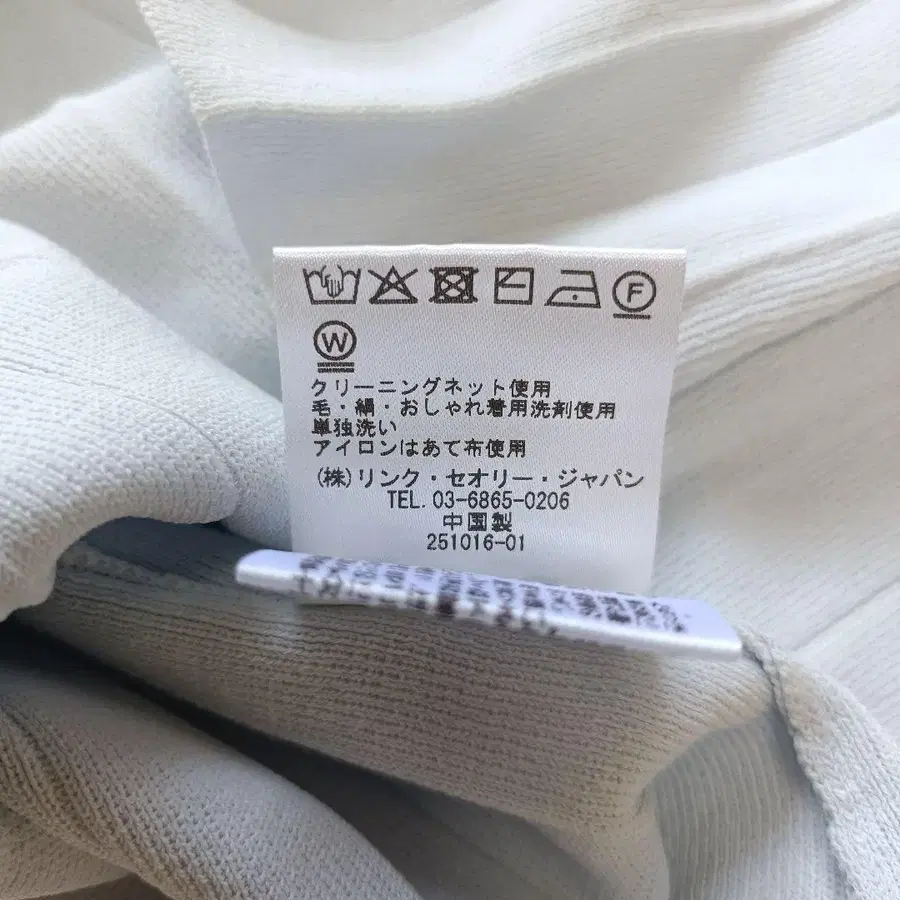 F
W
クリーニングネット使用
毛・絹・おしゃれ着用洗剤使用
単独洗い
アイロンはあて布使用
(株)リンク・セオリー・ジャパン
TEL.03-6865-0206
中国製
251016-01